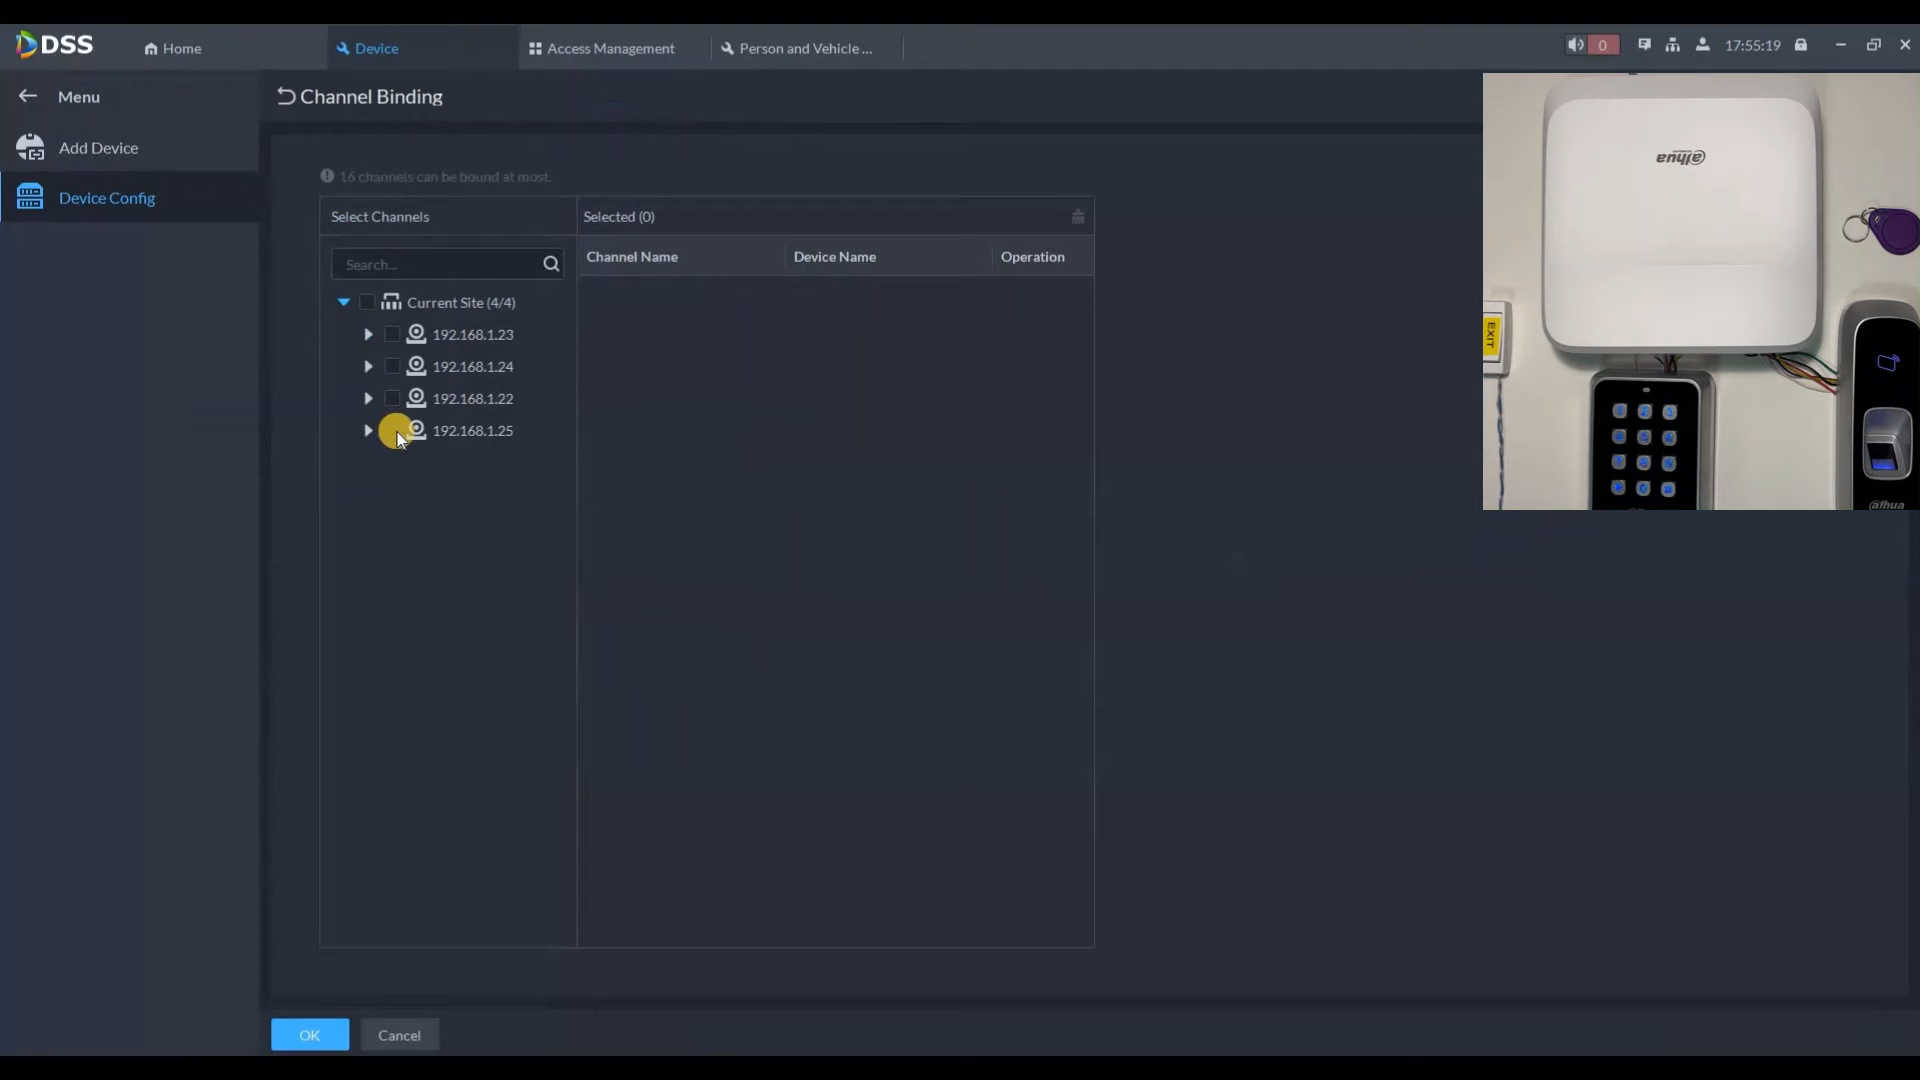 DSS
Home
Device
Access Management
Person and Vehicle ...
0
17:55:19
Menu
Channel Binding
Add Device
Device Config
16 channels can be bound at most.
Select Channels
Selected (0)
Search...
Channel Name
Device Name
Operation
Current Site (4/4)
192.168.1.23
192.168.1.24
192.168.1.22
192.168.1.25
OK
Cancel
alhua
EXIT
alhua